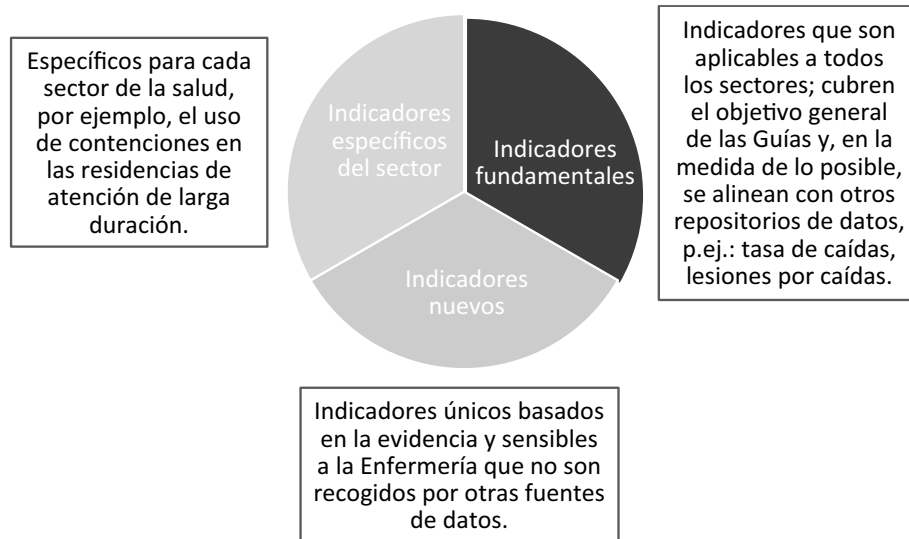 Específicos para cada
sector de la salud,
por ejemplo, el uso
de contenciones en
las residencias de
atención de larga
duración.
Indicadores
específicos
del sector
Indicadores
fundamentales
Indicadores
nuevos
Indicadores que son
aplicables a todos
los sectores; cubren
el objetivo general
de las Guías y, en la
medida de lo posible,
se alinean con otros
repositorios de datos,
p.ej.: tasa de caídas,
lesiones por caídas.
Indicadores únicos basados
en la evidencia y sensibles
a la Enfermería que no son
recogidos por otras fuentes
de datos.